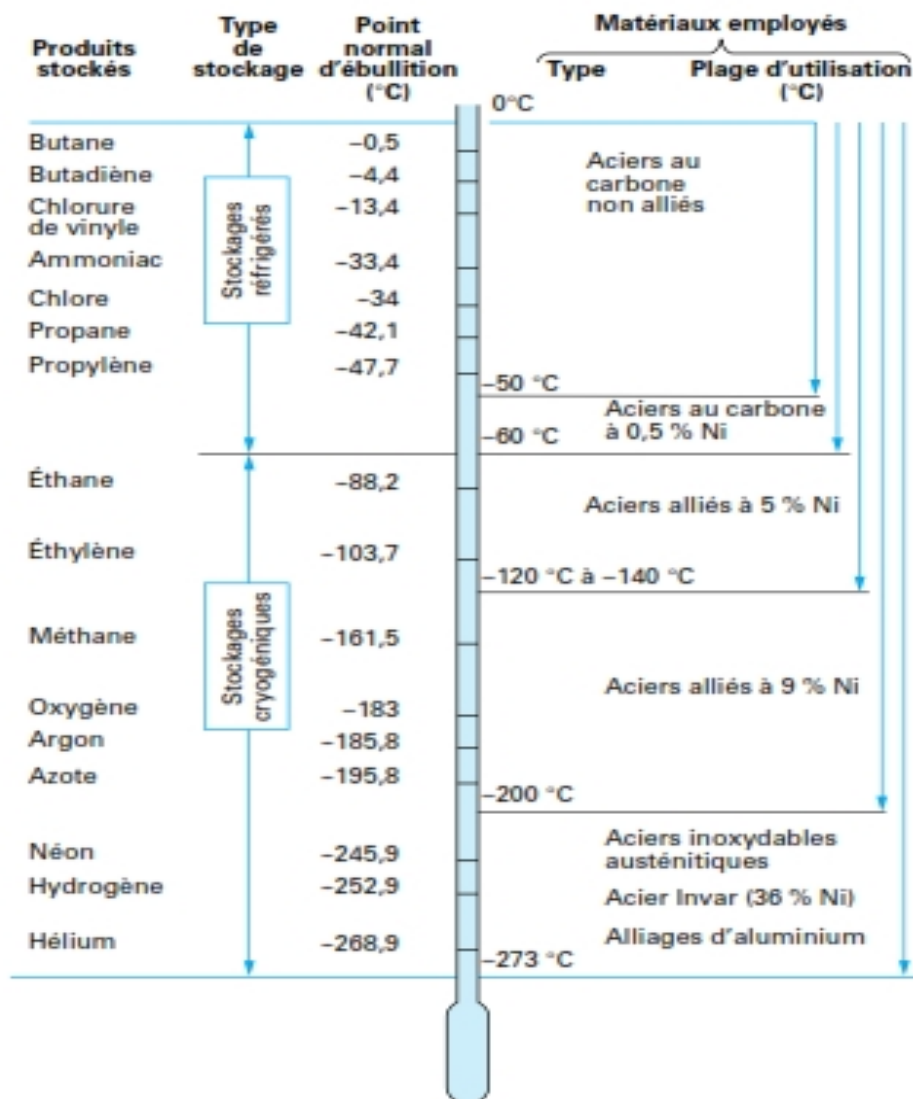 Produits stockés
Type de stockage
Point normal d'ébullition (°C)
Matériaux employés
Type
Plage d'utilisation (°C)
0°C
Butane –0,5
Butadiène –4,4
Chlorure de vinyle –13,4
Ammoniac –33,4
Chlore –34
Propane –42,1
Propylène –47,7
Stockages réfrigérés
Aciers au carbone non alliés
–50 °C
Aciers au carbone à 0,5 % Ni
–60 °C
Éthane –88,2
Éthylène –103,7
Aciers alliés à 5 % Ni
–120 °C à –140 °C
Méthane –161,5
Oxygène –183
Argon –185,8
Azote –195,8
Stockages cryogéniques
Aciers alliés à 9 % Ni
–200 °C
Néon –245,9
Hydrogène –252,9
Hélium –268,9
Aciers inoxydables austénitiques
Acier Invar (36 % Ni)
Alliages d'aluminium
–273 °C